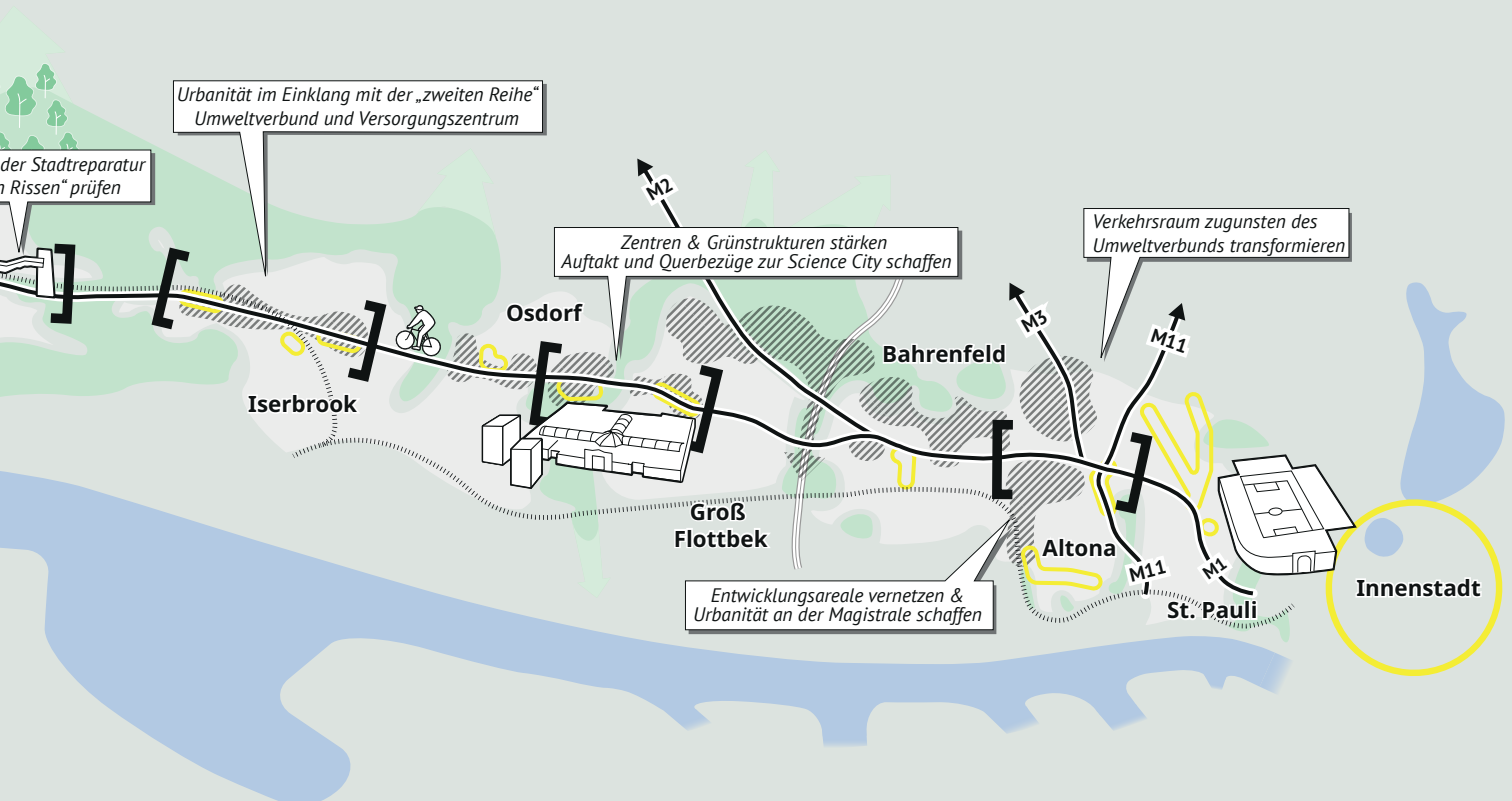 Urbanität im Einklang mit der „zweiten Reihe“
Umweltverbund und Versorgungszentrum
der Stadtreparatur
n Rissen“ prüfen
M2
Zentren & Grünstrukturen stärken
Auftakt und Querbezüge zur Science City schaffen
Verkehrsraum zugunsten des
Umweltverbunds transformieren
Osdorf
M3
M11
Bahrenfeld
Iserbrook
Groß
Flottbek
Altona
M11
M1
Entwicklungsareale vernetzen &
Urbanität an der Magistrale schaffen
St. Pauli
Innenstadt